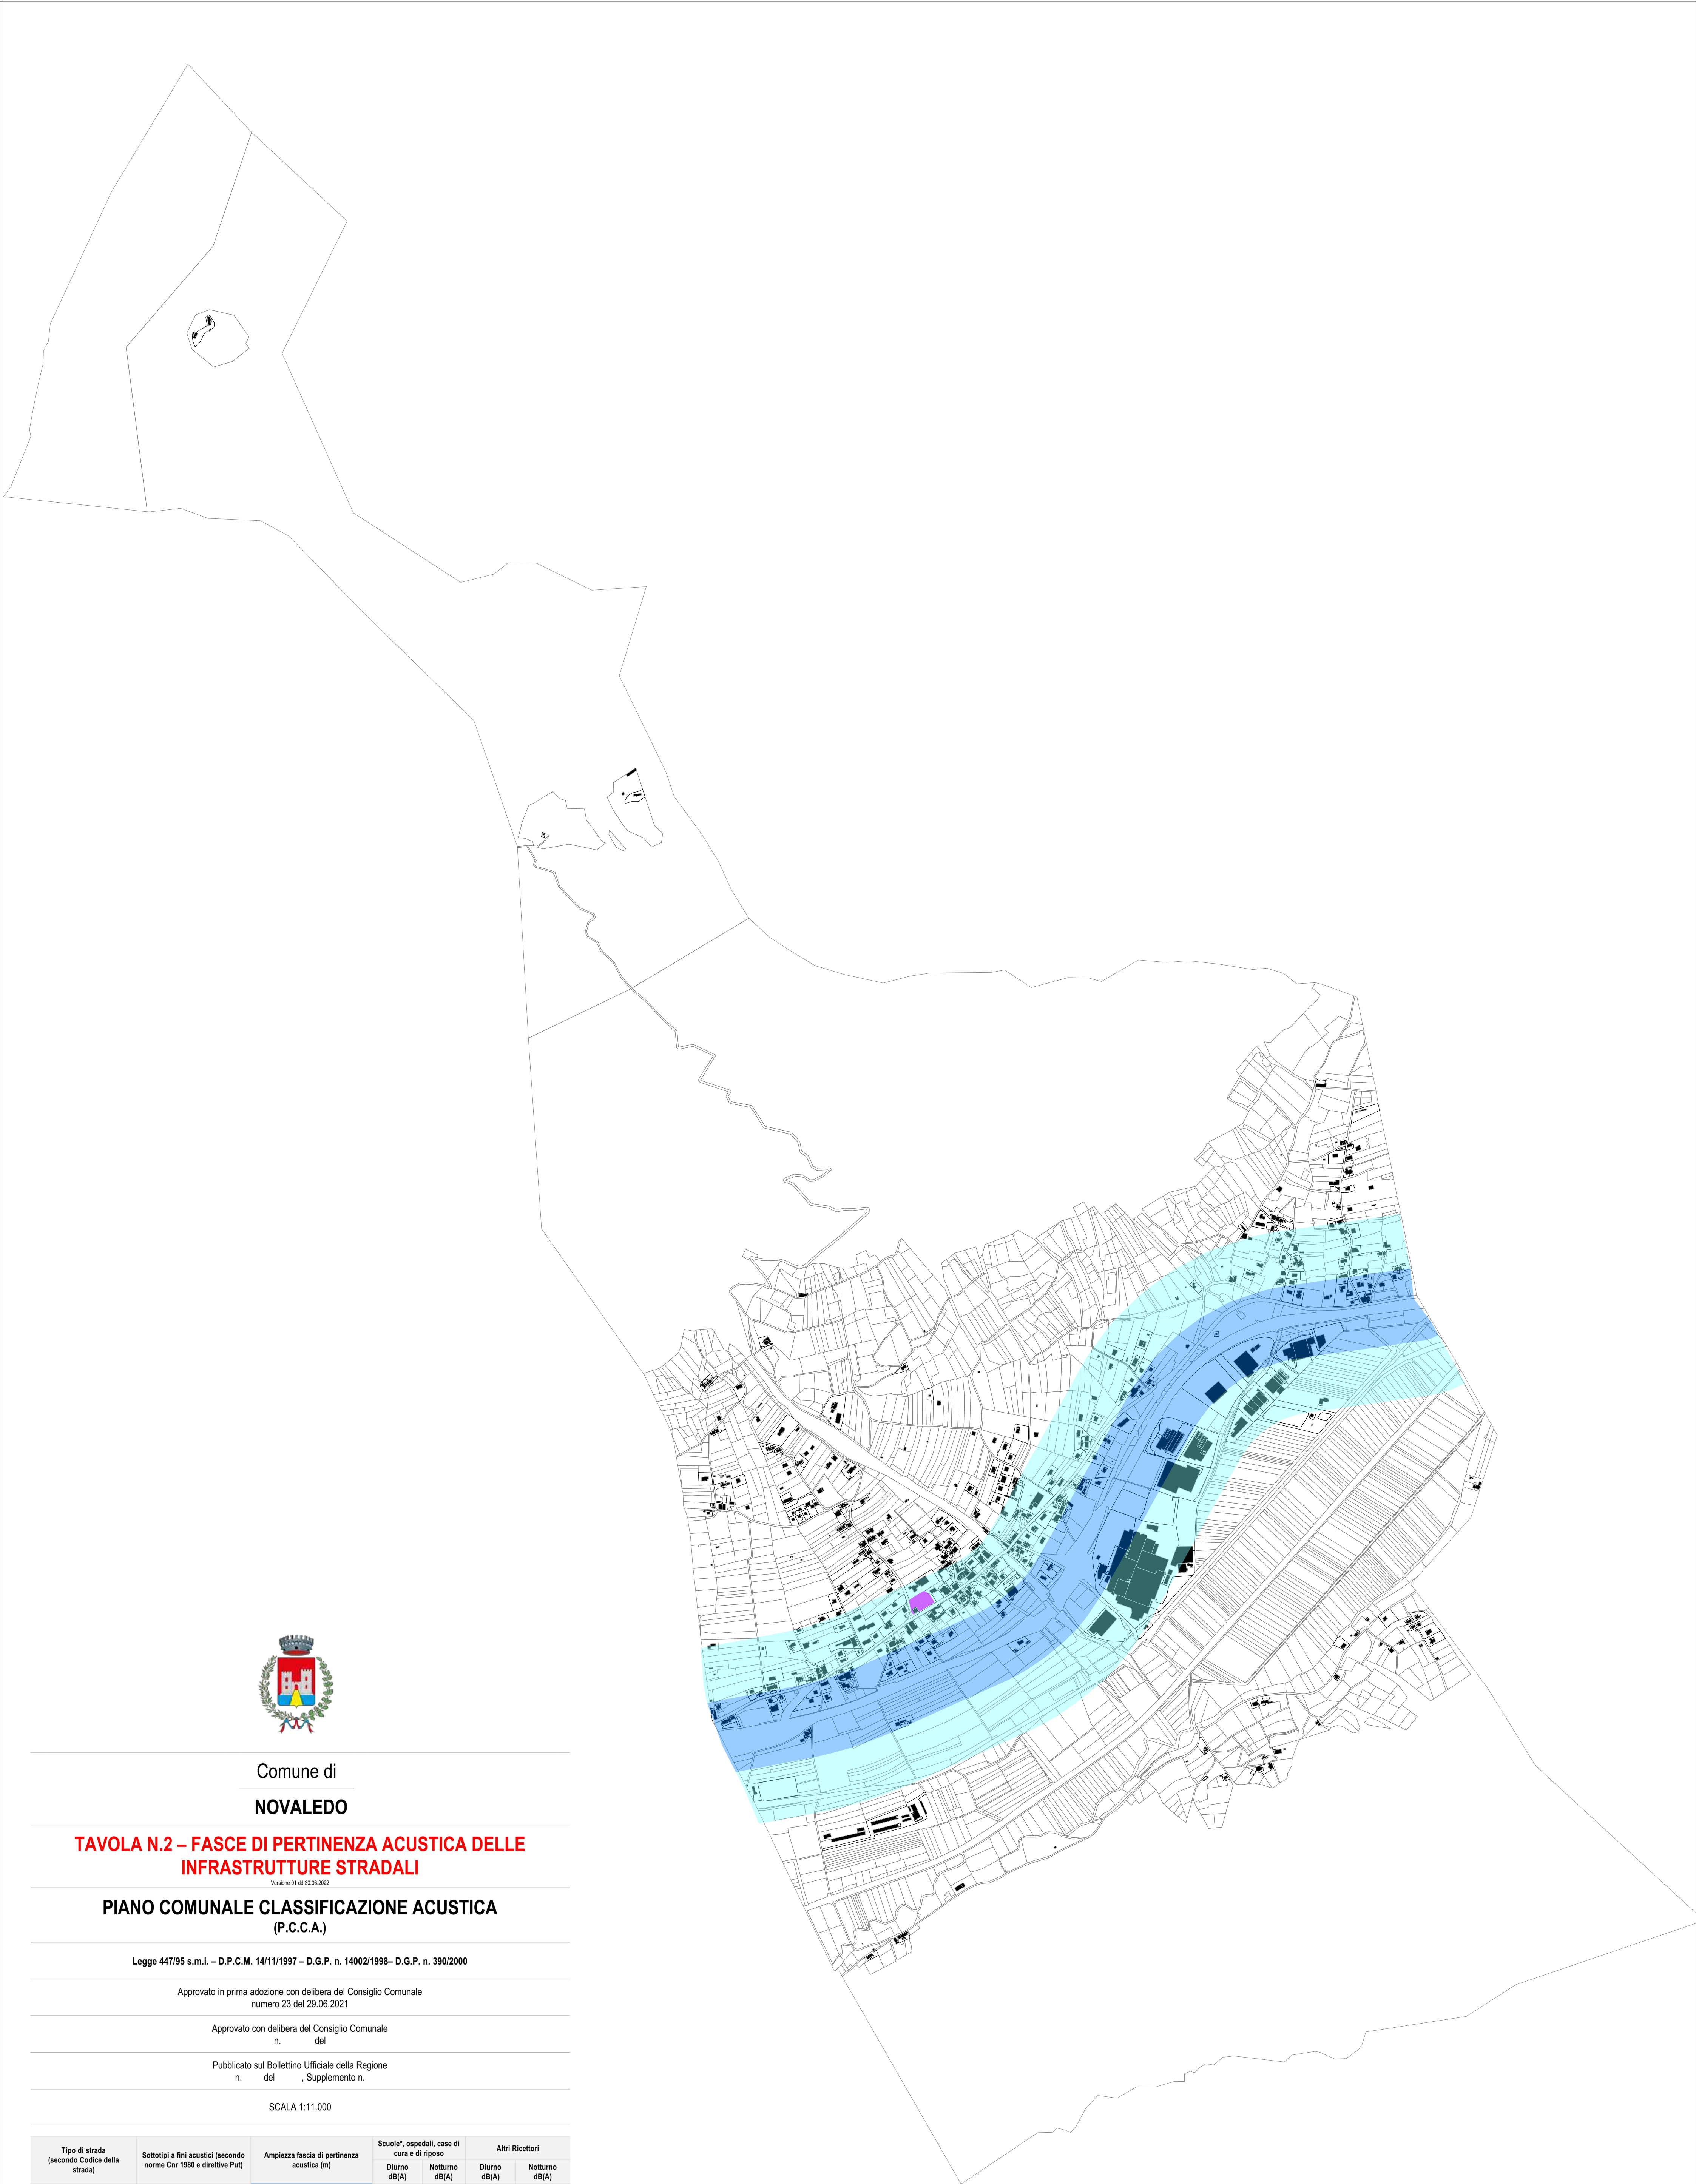 Comune di
NOVALEDO
TAVOLA N.2 – FASCE DI PERTINENZA ACUSTICA DELLE
INFRASTRUTTURE STRADALI
Versione 01 dd 30.06.2022
PIANO COMUNALE CLASSIFICAZIONE ACUSTICA
(P.C.C.A.)
Legge 447/95 s.m.i. – D.P.C.M. 14/11/1997 – D.G.P. n. 14002/1998– D.G.P. n. 390/2000
Approvato in prima adozione con delibera del Consiglio Comunale
numero 23 del 29.06.2021
Approvato con delibera del Consiglio Comunale
n. del
Pubblicato sul Bollettino Ufficiale della Regione
n. del , Supplemento n.
SCALA 1:11.000
Tipo di strada
(secondo Codice della
strada)
Sottotipi a fini acustici (secondo
norme Cnr 1980 e direttive Put)
Ampiezza fascia di pertinenza
acustica (m)
Scuole*, ospedali, case di
cura e di riposo
Diurno
dB(A)
Notturno
dB(A)
Altri Ricettori
Diurno
dB(A)
Notturno
dB(A)